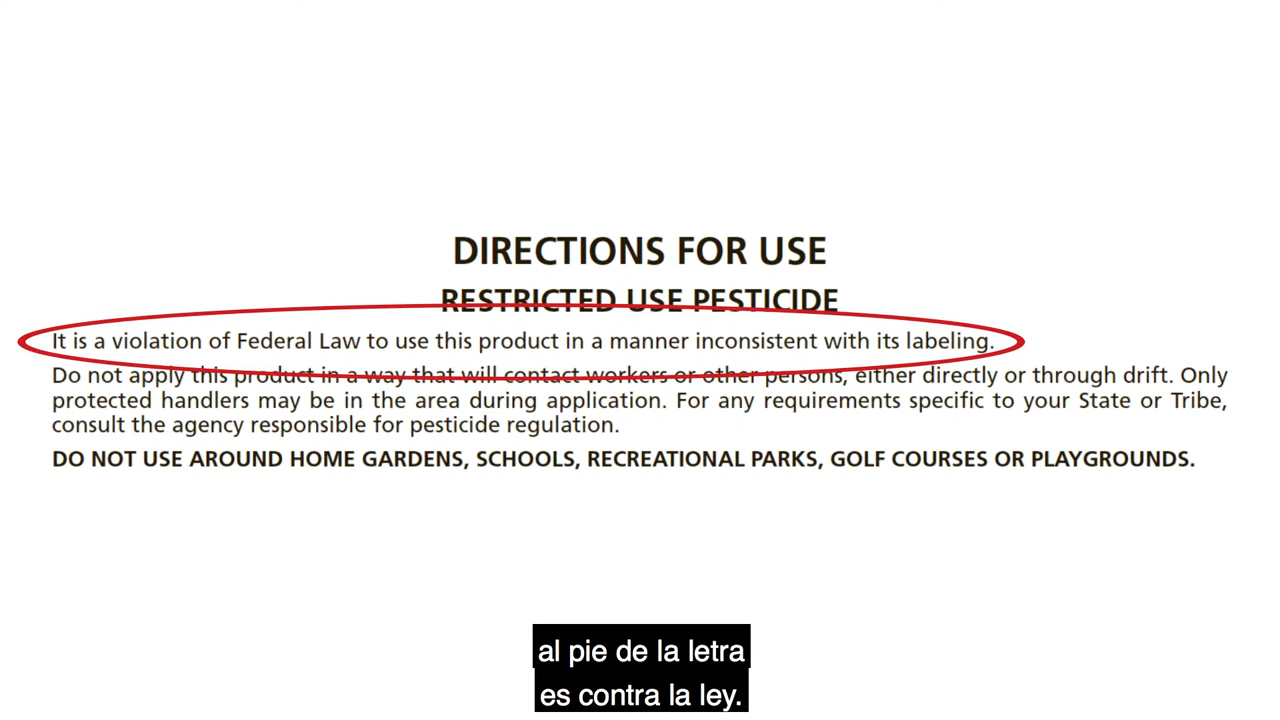 DIRECTIONS FOR USE
RESTRICTED USE PESTICIDE
It is a violation of Federal Law to use this product in a manner inconsistent with its labeling.
Do not apply this product in a way that will contact workers or other persons, either directly or through drift. Only
protected handlers may be in the area during application. For any requirements specific to your State or Tribe,
consult the agency responsible for pesticide regulation.
DO NOT USE AROUND HOME GARDENS, SCHOOLS, RECREATIONAL PARKS, GOLF COURSES OR PLAYGROUNDS.
al pie de la letra
es contra la ley.